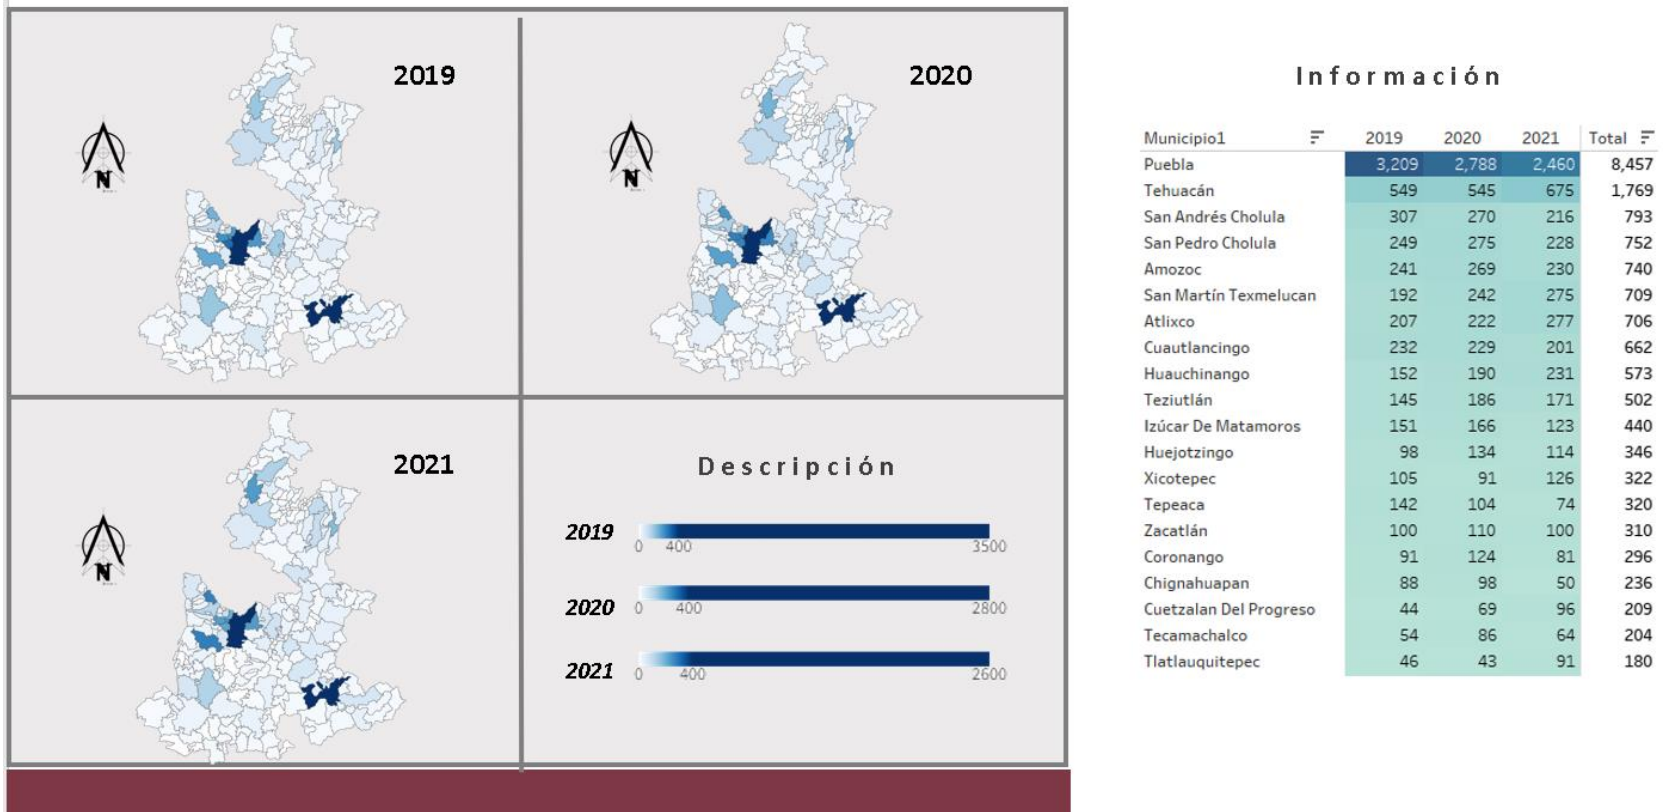 2019
N
2020
N
2021
N
Descripción
2019
0 400 3500
2020
0 400 2800
2021
0 400 2600
Información
Municipio1 2019 2020 2021 Total
Puebla 3,209 2,788 2,460 8,457
Tehuacán 549 545 675 1,769
San Andrés Cholula 307 270 216 793
San Pedro Cholula 249 275 228 752
Amozoc 241 269 230 740
San Martín Texmelucan 192 242 275 709
Atlixco 207 222 277 706
Cuautlancingo 232 229 201 662
Huauchinango 152 190 231 573
Teziutlán 145 186 171 502
Izúcar De Matamoros 151 166 123 440
Huejotzingo 98 134 114 346
Xicotepec 105 91 126 322
Tepeaca 142 104 74 320
Zacatlán 100 110 100 310
Coronango 91 124 81 296
Chignahuapan 88 98 50 236
Cuetzalan Del Progreso 44 69 96 209
Tecamachalco 54 86 64 204
Tlatlauquitepec 46 43 91 180